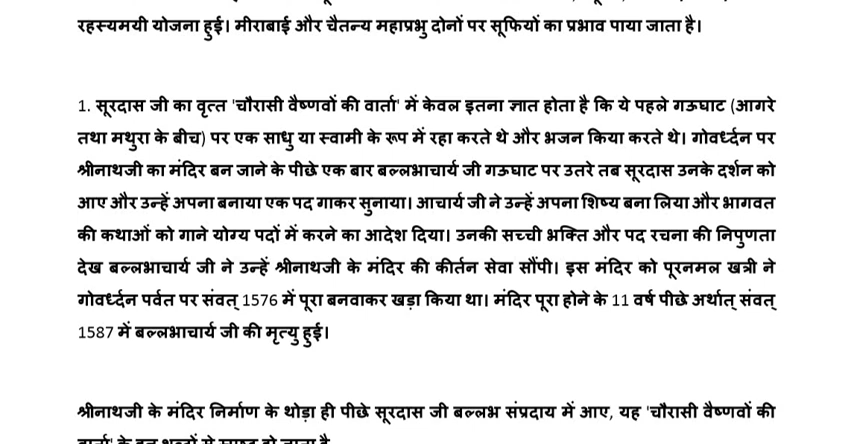 रहस्यमयी योजना हुई। मीराबाई और चैतन्य महाप्रभु दोनों पर सूफियों का प्रभाव पाया जाता है।
1. सूरदास जी का वृत्त 'चौरासी वैष्णवों की वार्ता' में केवल इतना ज्ञात होता है कि ये पहले गऊघाट (आगरे
तथा मथुरा के बीच) पर एक साधु या स्वामी के रूप में रहा करते थे और भजन किया करते थे। गोवर्ध्दन पर
श्रीनाथजी का मंदिर बन जाने के पीछे एक बार बल्लभाचार्य जी गऊघाट पर उतरे तब सूरदास उनके दर्शन को
आए और उन्हें अपना बनाया एक पद गाकर सुनाया। आचार्य जी ने उन्हें अपना शिष्य बना लिया और भागवत
की कथाओं को गाने योग्य पदों में करने का आदेश दिया। उनकी सच्ची भक्ति और पद रचना की निपुणता
देख बल्लभाचार्य जी ने उन्हें श्रीनाथजी के मंदिर की कीर्तन सेवा सौंपी। इस मंदिर को पूरनमल खत्री ने
गोवर्ध्दन पर्वत पर संवत् 1576 में पूरा बनवाकर खड़ा किया था। मंदिर पूरा होने के 11 वर्ष पीछे अर्थात् संवत्
1587 में बल्लभाचार्य जी की मृत्यु हुई।
श्रीनाथजी के मंदिर निर्माण के थोड़ा ही पीछे सूरदास जी बल्लभ संप्रदाय में आए, यह 'चौरासी वैष्णवों की